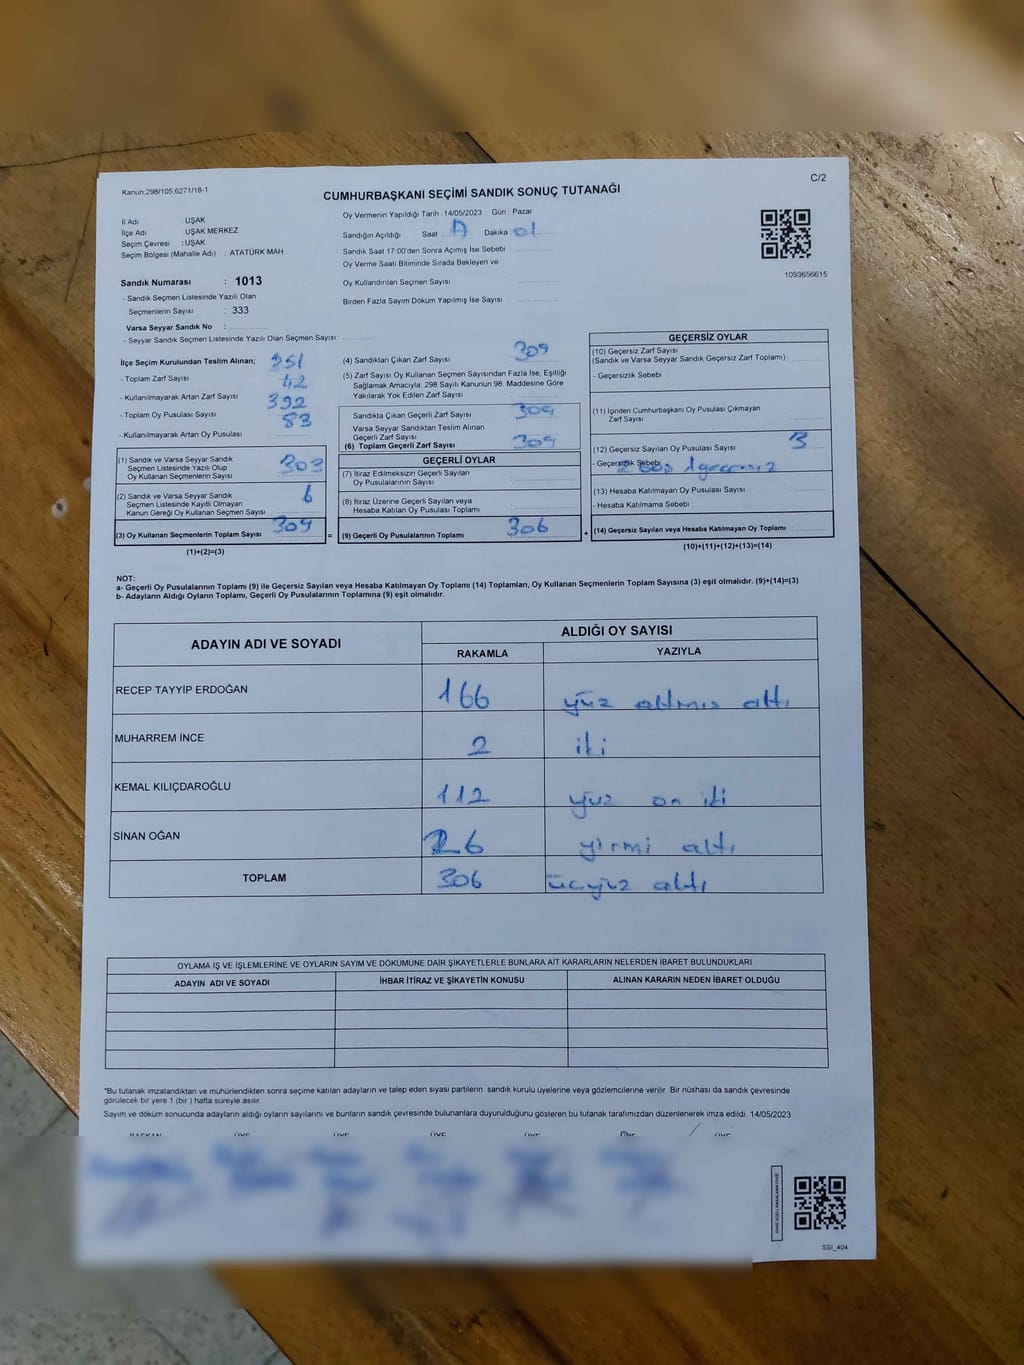 Kanun:298/105,6271/18-1
C/2
CUMHURBAŞKANI SEÇİMİ SANDIK SONUÇ TUTANAĞI
İl Adı : UŞAK
İlçe Adı : UŞAK MERKEZ
Seçim Çevresi : UŞAK
Seçim Bölgesi (Mahalle Adı) : ATATÜRK MAH
Sandık Numarası : 1013
- Sandık Seçmen Listesinde Yazılı Olan
Seçmenlerin Sayısı : 333
Varsa Seyyar Sandık No :
- Seyyar Sandık Seçmen Listesinde Yazılı Olan Seçmen Sayısı:
Oy Vermenin Yapıldığı Tarih : 14/05/2023 Gün : Pazar
Sandığın Açıldığı Saat Dakika 01
Sandık Saat 17:00'den Sonra Açımış İse Sebebi :
Oy Verme Saati Bitiminde Sırada Bekleyen ve
Oy Kullandırılan Seçmen Sayısı :
Birden Fazla Sayım Döküm Yapılmış İse Sayısı :
1093656615
İlçe Seçim Kurulundan Teslim Alınan; 351
- Toplam Zarf Sayısı 42
- Kullanılmayarak Artan Zarf Sayısı 392
- Toplam Oy Pusulası Sayısı 83
- Kullanılmayarak Artan Oy Pusulası :
(1) Sandık ve Varsa Seyyar Sandık
Seçmen Listesinde Yazılı Olup
Oy Kullanan Seçmenlerin Sayısı 303
(2) Sandık ve Varsa Seyyar Sandık
Seçmen Listesinde Kayıtlı Olmayan
Kanun Gereği Oy Kullanan Seçmen Sayısı 6
(3) Oy Kullanan Seçmenlerin Toplam Sayısı 309
(1)+(2)=(3)
(4) Sandıktan Çıkan Zarf Sayısı 309
(5) Zarf Sayısı Oy Kullanan Seçmen Sayısından Fazla İse, Eşitliği
Sağlamak Amacıyla; 298 Sayılı Kanunun 98. Maddesine Göre
Yakılarak Yok Edilen Zarf Sayısı :
Sandıkta Çıkan Geçerli Zarf Sayısı 309
Varsa Seyyar Sandıktan Teslim Alınan
Geçerli Zarf Sayısı
(6) Toplam Geçerli Zarf Sayısı 309
GEÇERLİ OYLAR
(7) İtiraz Edilmeksizin Geçerli Sayılan
Oy Pusulalarının Sayısı :
(8) İtiraz Üzerine Geçerli Sayılan veya
Hesaba Katılan Oy Pusulası Toplamı :
= (9) Geçerli Oy Pusulalarının Toplamı 306
GEÇERSİZ OYLAR
(10) Geçersiz Zarf Sayısı
(Sandık ve Varsa Seyyar Sandık Geçersiz Zarf Toplamı) :
- Geçersizlik Sebebi :
(11) İçinden Cumhurbaşkanı Oy Pusulası Çıkmayan
Zarf Sayısı :
(12) Geçersiz Sayılan Oy Pusulası Sayısı : 3
- Geçersizlik Sebebi 2 boş 1 geçersiz
(13) Hesaba Katılmayan Oy Pusulası Sayısı :
- Hesaba Katılmama Sebebi :
+ (14) Geçersiz Sayılan veya Hesaba Katılmayan Oy Toplamı :
(10)+(11)+(12)+(13)=(14)
NOT:
a- Geçerli Oy Pusulalarının Toplamı (9) ile Geçersiz Sayılan veya Hesaba Katılmayan Oy Toplamı (14) Toplamları, Oy Kullanan Seçmenlerin Toplam Sayısına (3) eşit olmalıdır. (9)+(14)=(3)
b- Adayların Aldığı Oyların Toplamı, Geçerli Oy Pusulalarının Toplamına (9) eşit olmalıdır.
ADAYIN ADI VE SOYADI ALDIĞI OY SAYISI
RAKAMLA YAZIYLA
RECEP TAYYİP ERDOĞAN 166 yüz altmış altı
MUHARREM İNCE 2 iki
KEMAL KILIÇDAROĞLU 112 yüz on iki
SİNAN OĞAN 26 yirmi altı
TOPLAM 306 üçyüz altı
OYLAMA İŞ VE İŞLEMLERİNE VE OYLARIN SAYIM VE DÖKÜMÜNE DAİR ŞİKAYETLERLE BUNLARA AİT KARARLARIN NELERDEN İBARET BULUNDUKLARI
ADAYIN ADI VE SOYADI İHBAR İTİRAZ VE ŞİKAYETİN KONUSU ALINAN KARARIN NEDEN İBARET OLDUĞU
*Bu tutanak imzalandıktan ve mühürlendikten sonra seçime katılan adayların ve talep eden siyasi partilerin sandık kurulu üyelerine veya gözlemcilerine verilir. Bir nüshası da sandık çevresinde
görülecek bir yere 1 (bir ) hafta süreyle asılır.
Sayım ve döküm sonucunda adayların aldığı oyların sayılarını ve bunların sandık çevresinde bulunanlara duyurulduğunu gösteren bu tutanak tarafımızdan düzenlenerek imza edildi. 14/05/2023
BAŞKAN ÜYE ÜYE ÜYE ÜYE ÜYE ÜYE
SSI_404